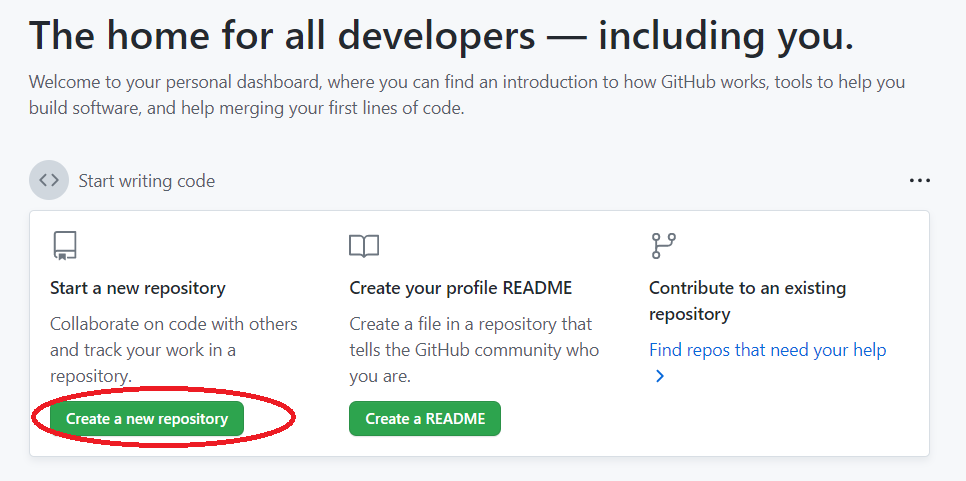 The home for all developers — including you.
Welcome to your personal dashboard, where you can find an introduction to how GitHub works, tools to help you
build software, and help merging your first lines of code.
Start writing code
Start a new repository
Collaborate on code with others
and track your work in a
repository.
Create a new repository
Create your profile README
Create a file in a repository that
tells the GitHub community who
you are.
Create a README
Contribute to an existing
repository
Find repos that need your help